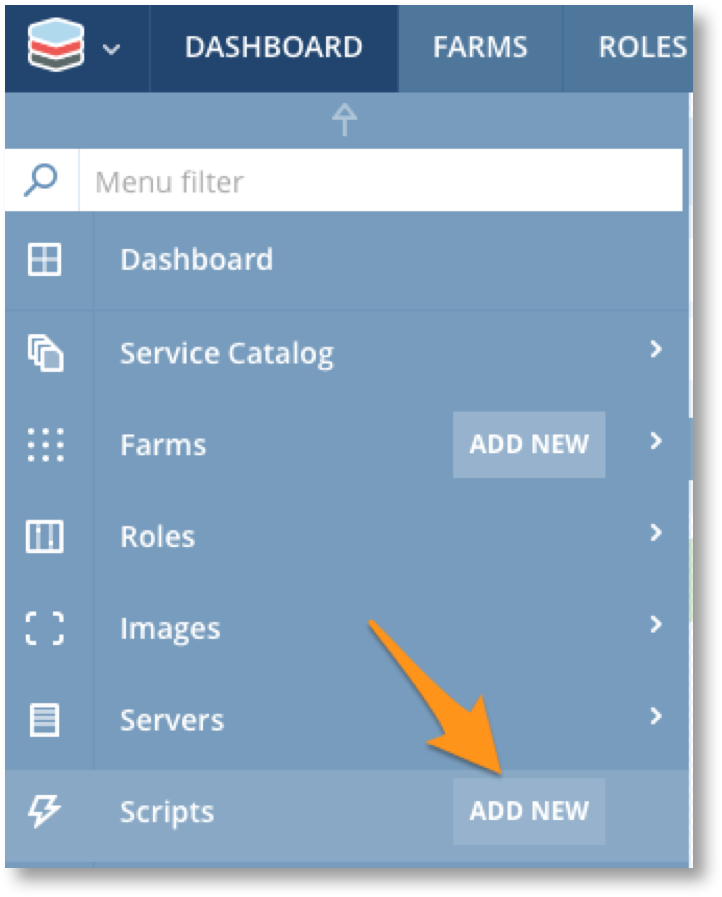 DASHBOARD FARMS ROLES
Menu filter
Dashboard
Service Catalog
Farms ADD NEW
Roles
Images
Servers
Scripts ADD NEW